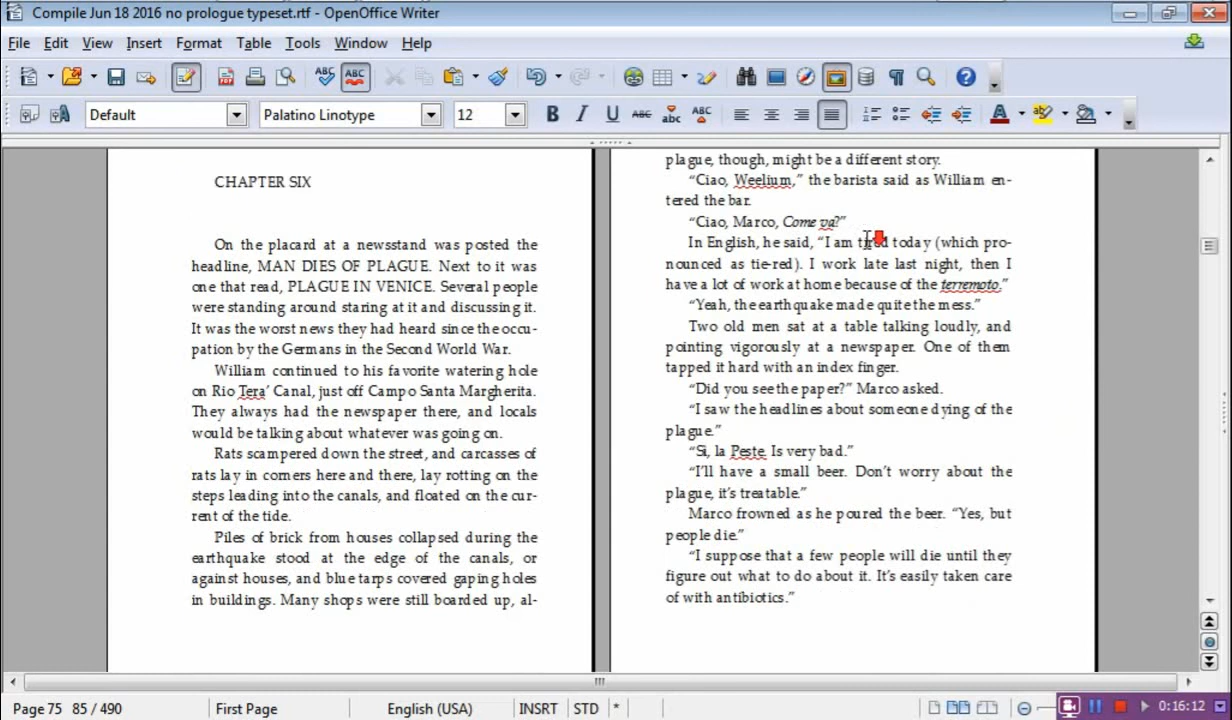 Compile Jun 18 2016 no prologue typeset.rtf - OpenOffice Writer
File Edit View Insert Format Table Tools Window Help
Default Palatino Linotype 12
CHAPTER SIX
On the placard at a newsstand was posted the
headline, MAN DIES OF PLAGUE. Next to it was
one that read, PLAGUE IN VENICE. Several people
were standing around staring at it and discussing it.
It was the worst news they had heard since the occu-
pation by the Germans in the Second World War.
William continued to his favorite watering hole
on Rio Tera’ Canal, just off Campo Santa Margherita.
They always had the newspaper there, and locals
would be talking about whatever was going on.
Rats scampered down the street, and carcasses of
rats lay in corners here and there, lay rotting on the
steps leading into the canals, and floated on the cur-
rent of the tide.
Piles of brick from houses collapsed during the
earthquake stood at the edge of the canals, or
against houses, and blue tarps covered gaping holes
in buildings. Many shops were still boarded up, al-
plague, though, might be a different story.
“Ciao, Weelium,” the barista said as William en-
tered the bar.
“Ciao, Marco, Come va?”
In English, he said, “I am tired today (which pro-
nounced as tie-red). I work late last night, then I
have a lot of work at home because of the terremoto.”
“Yeah, the earthquake made quite the mess.”
Two old men sat at a table talking loudly, and
pointing vigorously at a newspaper. One of them
tapped it hard with an index finger.
“Did you see the paper?” Marco asked.
“I saw the headlines about someone dying of the
plague.”
“Si, la Peste. Is very bad.”
“I’ll have a small beer. Don’t worry about the
plague, it’s treatable.”
Marco frowned as he poured the beer. “Yes, but
people die.”
“I suppose that a few people will die until they
figure out what to do about it. It’s easily taken care
of with antibiotics.”
Page 75 85 / 490 First Page English (USA) INSRT STD * 0:16:12